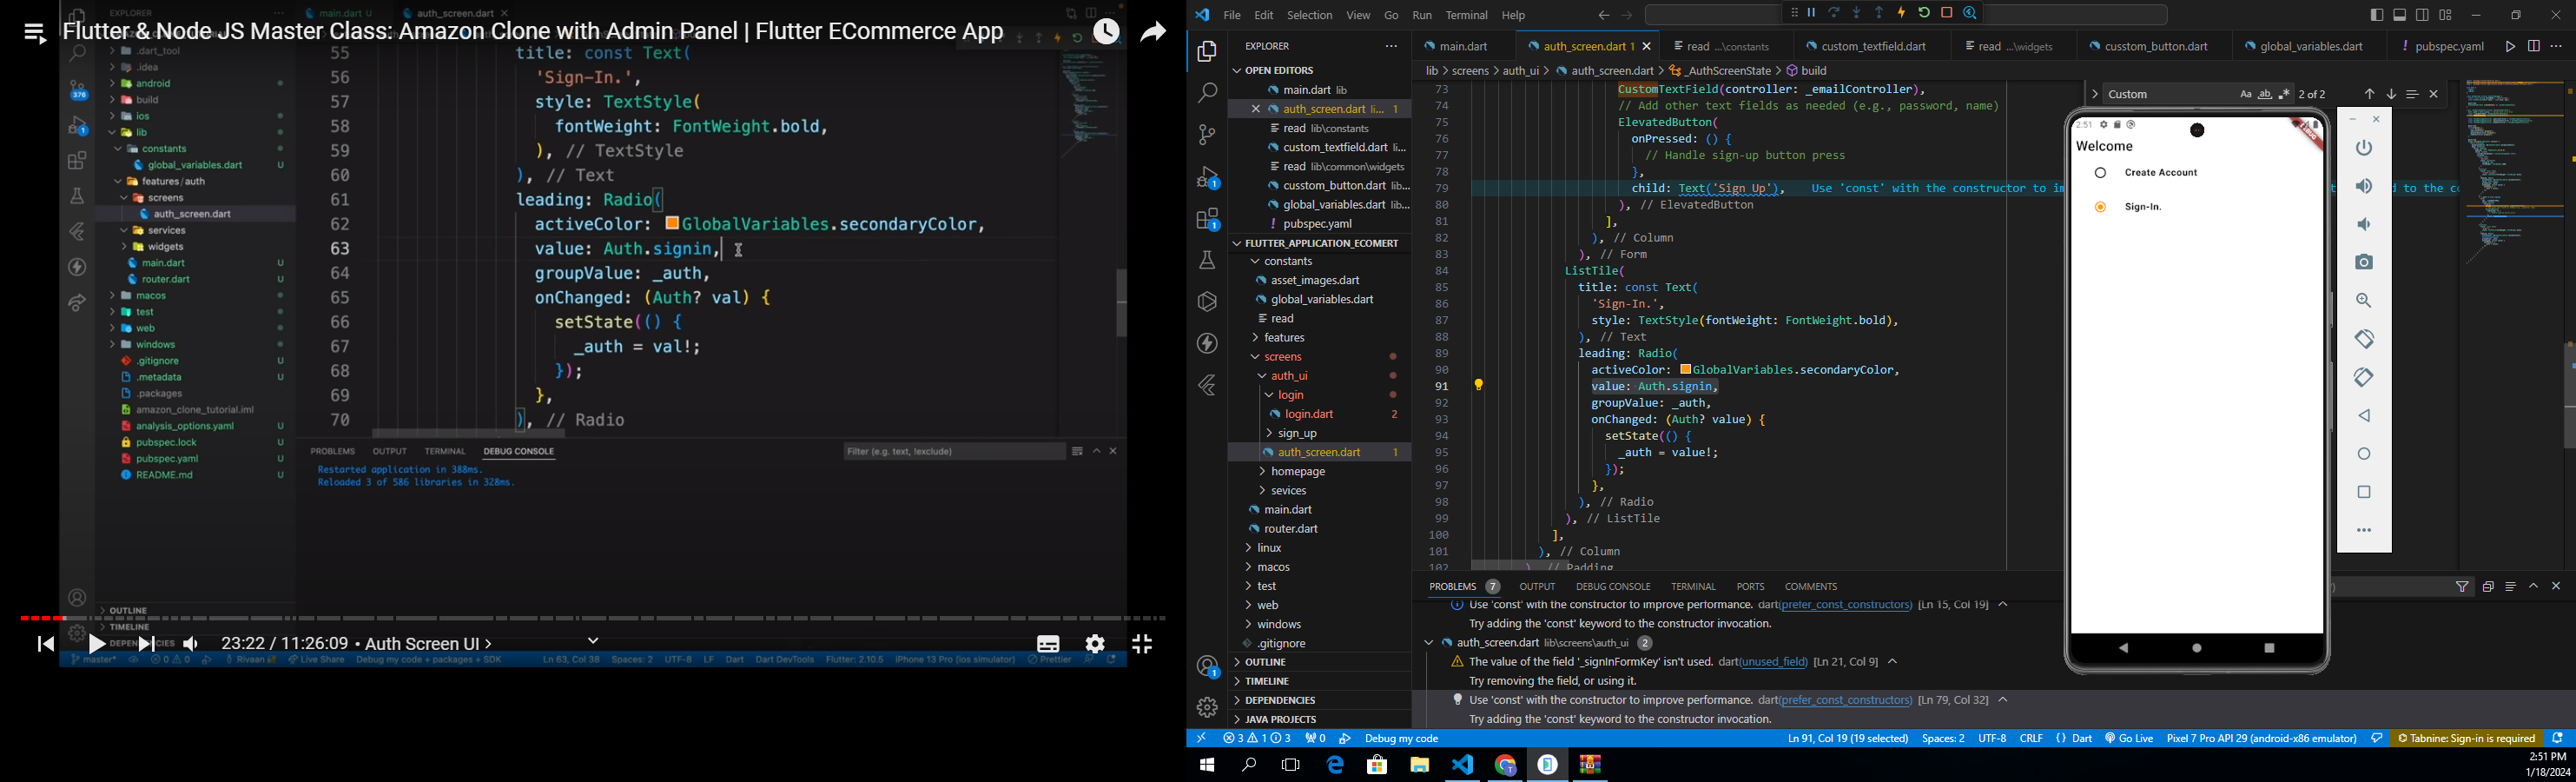 Flutter & Node JS Master Class: Amazon Clone with Admin Panel | Flutter ECommerce App
EXPLORER
main.dart U
auth_screen.dart
.dart_tool
.idea
android
build
ios
lib
constants
global_variables.dart U
features / auth
screens
auth_screen.dart
services
widgets
main.dart U
router.dart U
macos
test
web
windows
.gitignore U
.metadata U
.packages
amazon_clone_tutorial.iml
analysis_options.yaml U
pubspec.lock U
pubspec.yaml U
README.md U
OUTLINE
TIMELINE
DEPENDENCIES
376
1
55 title: const Text(
56 'Sign-In.',
57 style: TextStyle(
58 fontWeight: FontWeight.bold,
59 ), // TextStyle
60 ), // Text
61 leading: Radio(
62 activeColor: GlobalVariables.secondaryColor,
63 value: Auth.signin,
64 groupValue: _auth,
65 onChanged: (Auth? val) {
66 setState(() {
67 _auth = val!;
68 });
69 },
70 ), // Radio
PROBLEMS OUTPUT TERMINAL DEBUG CONSOLE
Filter (e.g. text, !exclude)
Restarted application in 388ms.
Reloaded 3 of 586 libraries in 328ms.
23:22 / 11:26:09 • Auth Screen UI
master* 0 0 Rivaan Live Share Debug my code + packages + SDK Ln 63, Col 38 Spaces: 2 UTF-8 LF Dart Dart DevTools Flutter: 2.10.5 iPhone 13 Pro (ios simulator) Prettier
File Edit Selection View Go Run Terminal Help
EXPLORER
OPEN EDITORS
main.dart lib
auth_screen.dart li... 1
read lib\constants
custom_textfield.dart li...
read lib\common\widgets
cusstom_button.dart lib...
global_variables.dart lib...
pubspec.yaml
FLUTTER_APPLICATION_ECOMERT
constants
asset_images.dart
global_variables.dart
read
features
screens
auth_ui
login
login.dart 2
sign_up
auth_screen.dart 1
homepage
sevices
main.dart
router.dart
linux
macos
test
web
windows
.gitignore
OUTLINE
TIMELINE
DEPENDENCIES
JAVA PROJECTS
main.dart
auth_screen.dart 1
read ...\constants
custom_textfield.dart
read ...\widgets
cusstom_button.dart
global_variables.dart
pubspec.yaml
lib > screens > auth_ui > auth_screen.dart > _AuthScreenState > build
Custom
Aa ab 2 of 2
73 CustomTextField(controller: _emailController),
74 // Add other text fields as needed (e.g., password, name)
75 ElevatedButton(
76 onPressed: () {
77 // Handle sign-up button press
78 },
79 child: Text('Sign Up'), Use 'const' with the constructor to im
80 ), // ElevatedButton
81 ],
82 ), // Column
83 ), // Form
84 ListTile(
85 title: const Text(
86 'Sign-In.',
87 style: TextStyle(fontWeight: FontWeight.bold),
88 ), // Text
89 leading: Radio(
90 activeColor: GlobalVariables.secondaryColor,
91 value: Auth.signin,
92 groupValue: _auth,
93 onChanged: (Auth? value) {
94 setState(() {
95 _auth = value!;
96 });
97 },
98 ), // Radio
99 ), // ListTile
100 ],
101 ), // Column
102 ), // Padding
2:51
Welcome
Create Account
Sign-In.
PROBLEMS 7 OUTPUT DEBUG CONSOLE TERMINAL PORTS COMMENTS
Use 'const' with the constructor to improve performance. dart(prefer_const_constructors) [Ln 15, Col 19]
Try adding the 'const' keyword to the constructor invocation.
auth_screen.dart lib\screens\auth_ui 2
The value of the field '_signInFormKey' isn't used. dart(unused_field) [Ln 21, Col 9]
Try removing the field, or using it.
Use 'const' with the constructor to improve performance. dart(prefer_const_constructors) [Ln 79, Col 32]
Try adding the 'const' keyword to the constructor invocation.
3 1 3 0 Debug my code
Ln 91, Col 19 (19 selected) Spaces: 2 UTF-8 CRLF {} Dart Go Live Pixel 7 Pro API 29 (android-x86 emulator) Tabnine: Sign-in is required
2:51 PM
1/18/2024